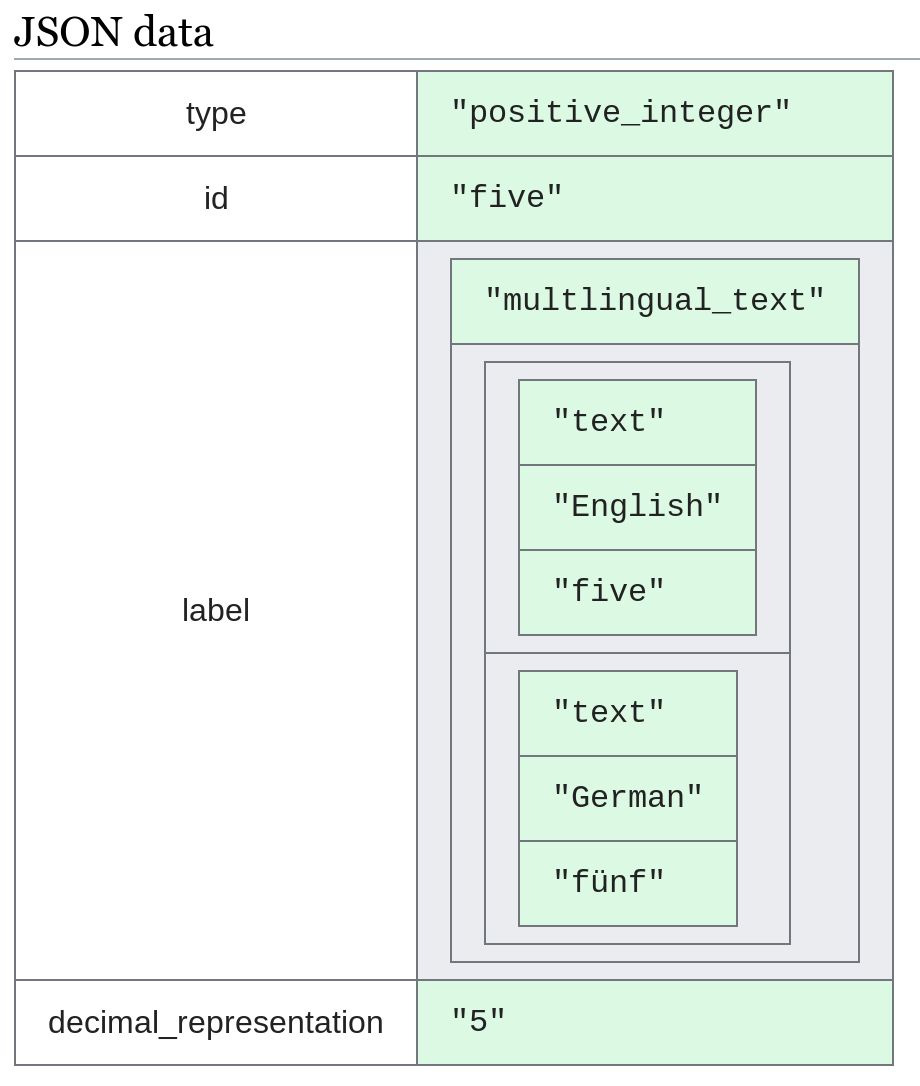 JSON data
type "positive_integer"
id "five"
label
"multlingual_text"
"text"
"English"
"five"
"text"
"German"
"fünf"
decimal_representation "5"